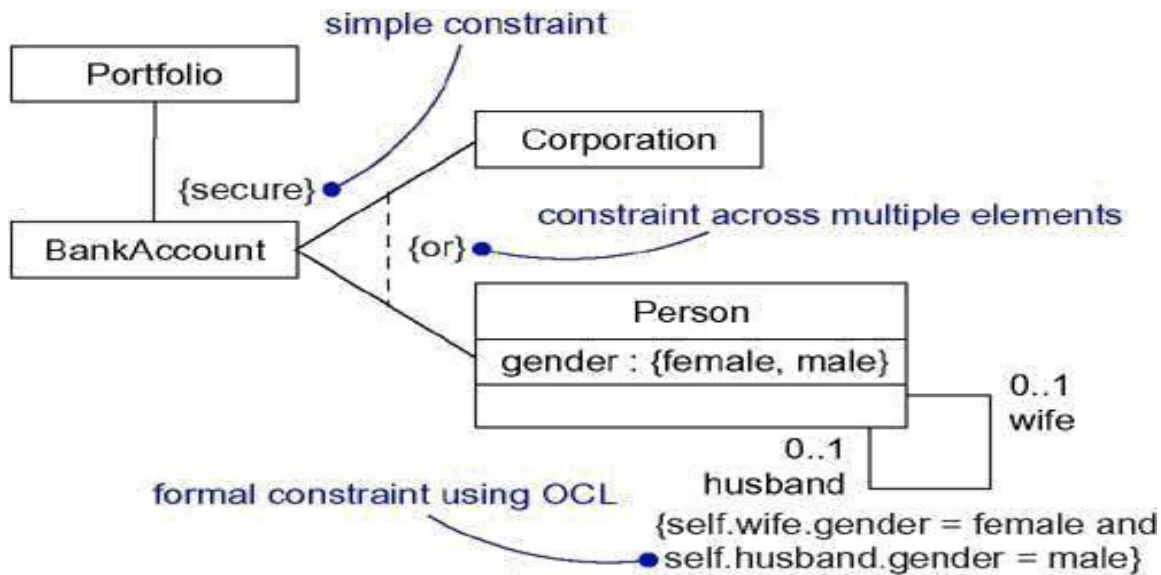 simple constraint
Portfolio
Corporation
{secure}
constraint across multiple elements
BankAccount
{or}
Person
gender : {female, male}
0..1
wife
0..1
husband
formal constraint using OCL
{self.wife.gender = female and
self.husband.gender = male}